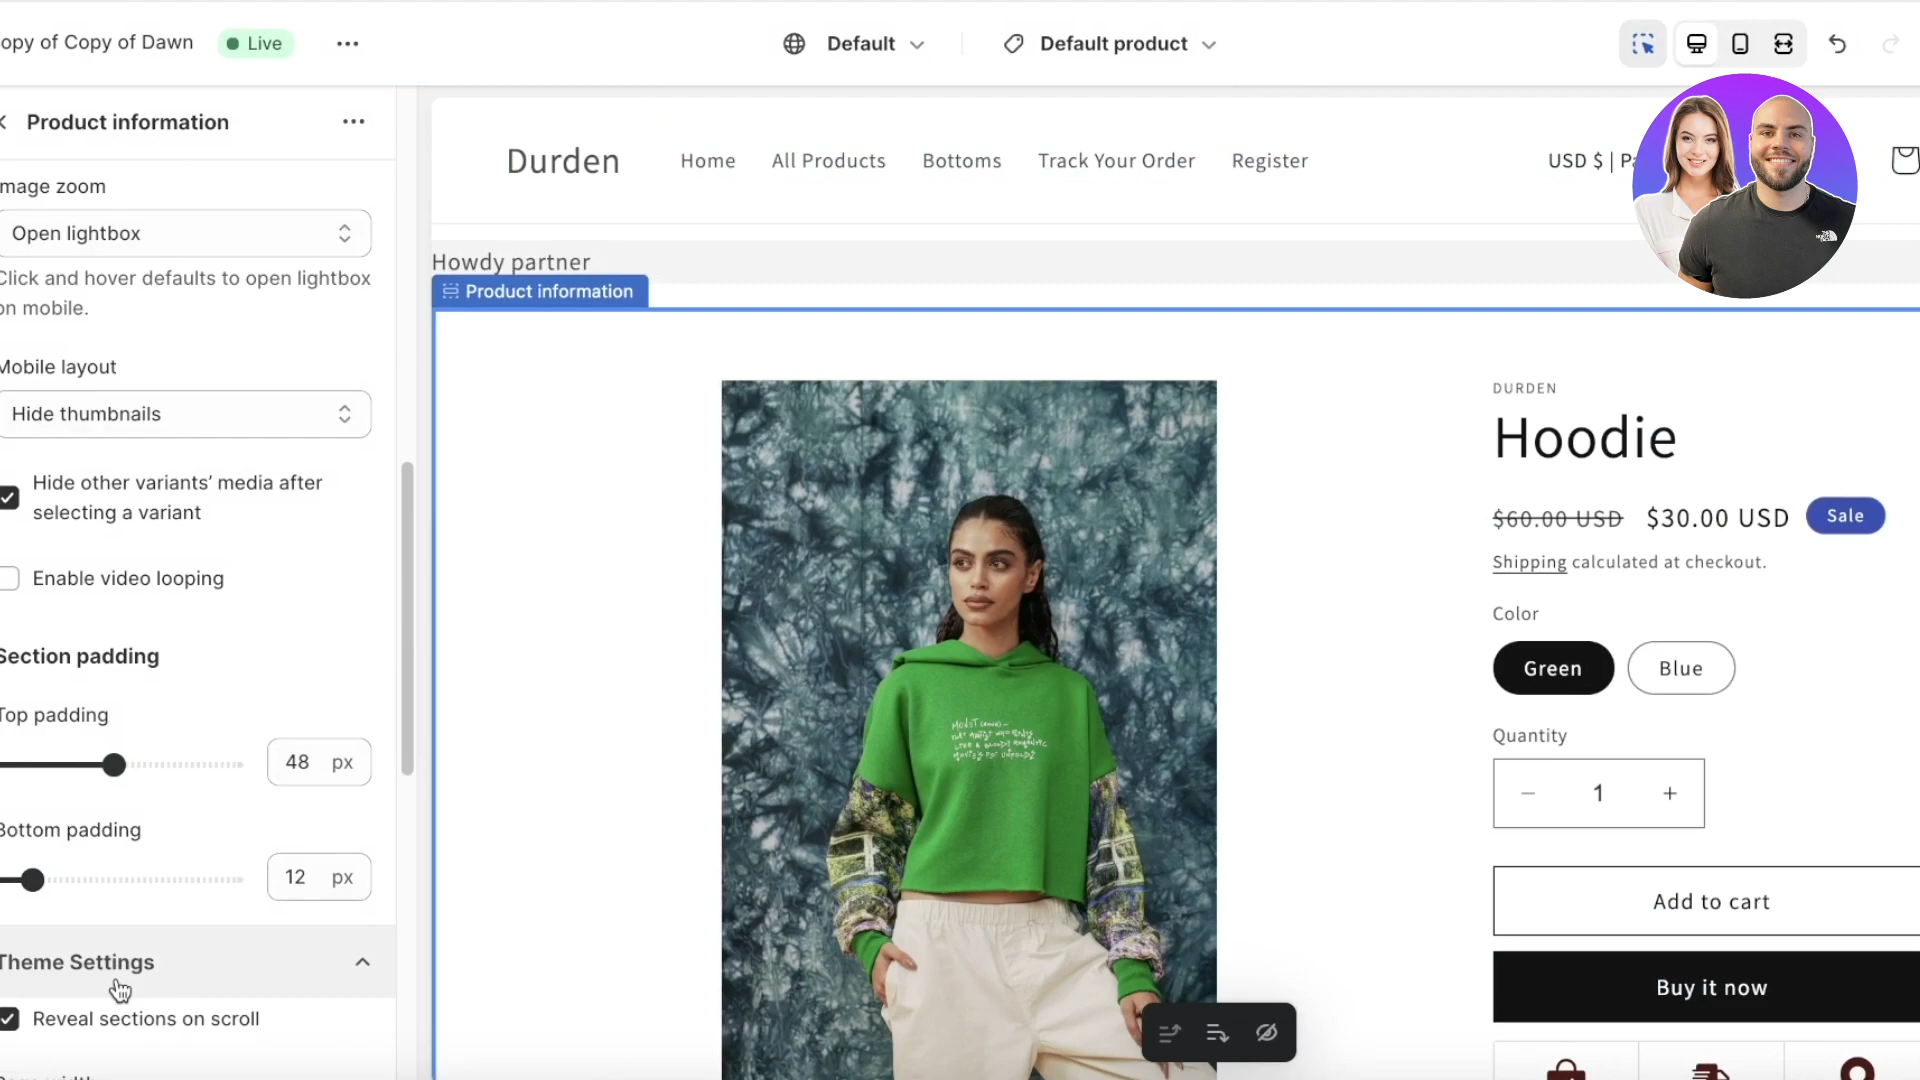 opy of Copy of Dawn
Live
Default
Default product
Product information
mage zoom
Open lightbox
Click and hover defaults to open lightbox
on mobile.
Mobile layout
Hide thumbnails
Hide other variants’ media after
selecting a variant
Enable video looping
Section padding
Top padding
48 px
Bottom padding
12 px
Theme Settings
Reveal sections on scroll
Durden
Home
All Products
Bottoms
Track Your Order
Register
USD $ |
Howdy partner
Product information
DURDEN
Hoodie
$60.00 USD $30.00 USD Sale
Shipping calculated at checkout.
Color
Green
Blue
Quantity
1
Add to cart
Buy it now